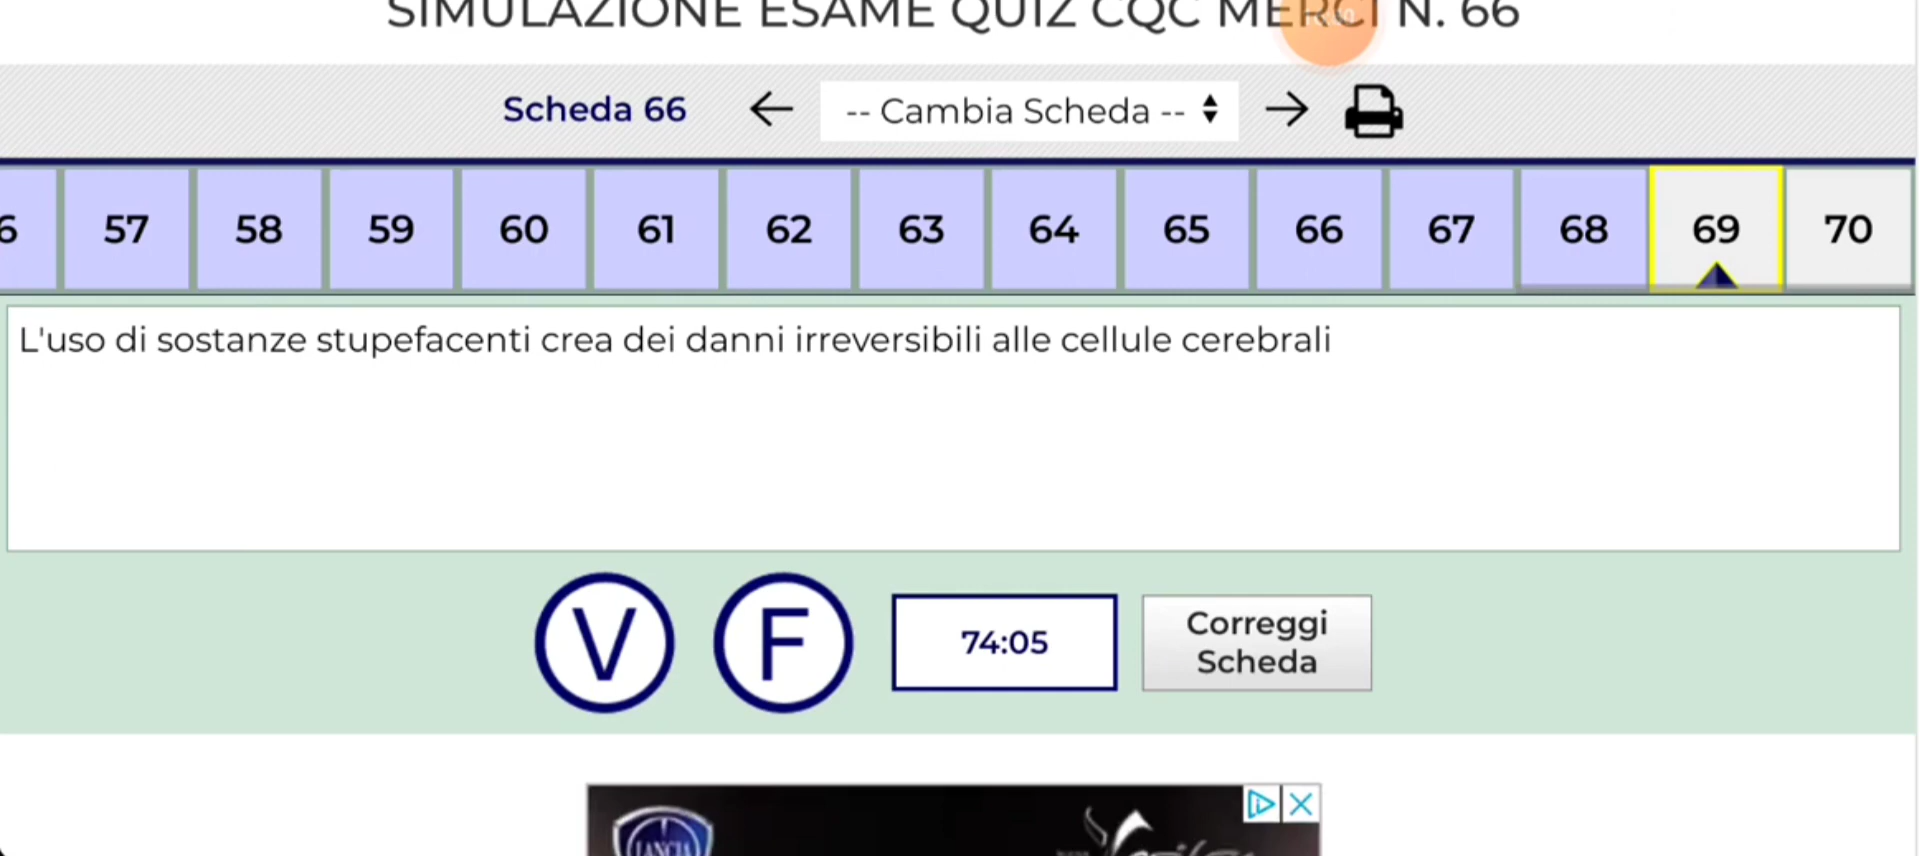 SIMULAZIONE ESAME QUIZ CQC MERCI N. 66
Scheda 66
-- Cambia Scheda --
6 57 58 59 60 61 62 63 64 65 66 67 68 69 70
L'uso di sostanze stupefacenti crea dei danni irreversibili alle cellule cerebrali
V F 74:05 Correggi
Scheda
LANCIA